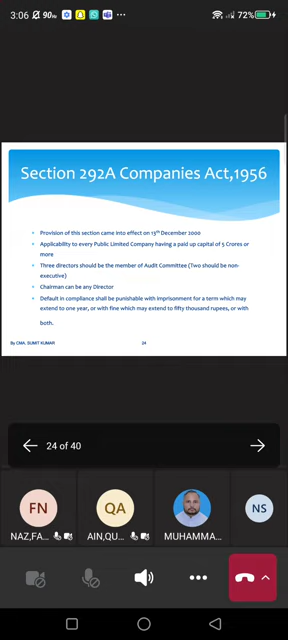 3:06
90
72%
Section 292A Companies Act,1956
Provision of this section came into effect on 13th December 2000
Applicability to every Public Limited Company having a paid up capital of 5 Crores or
more
Three directors should be the member of Audit Committee (Two should be non-
executive)
Chairman can be any Director
Default in compliance shall be punishable with imprisonment for a term which may
extend to one year, or with fine which may extend to fifty thousand rupees, or with
both.
By CMA. SUMIT KUMAR 24
24 of 40
FN QA NS
NAZ,FA... AIN,QU... MUHAMMA...